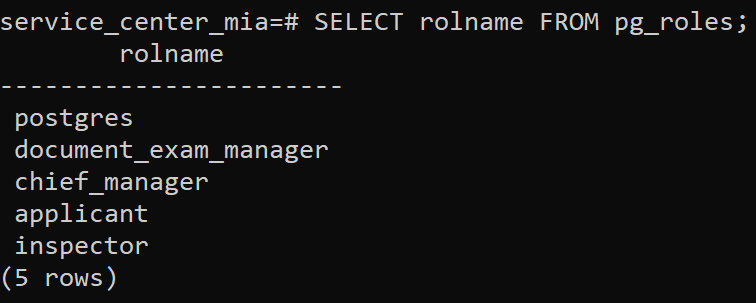 service_center_mia=# SELECT rolname FROM pg_roles;
rolname
-----------------------
postgres
document_exam_manager
chief_manager
applicant
inspector
(5 rows)